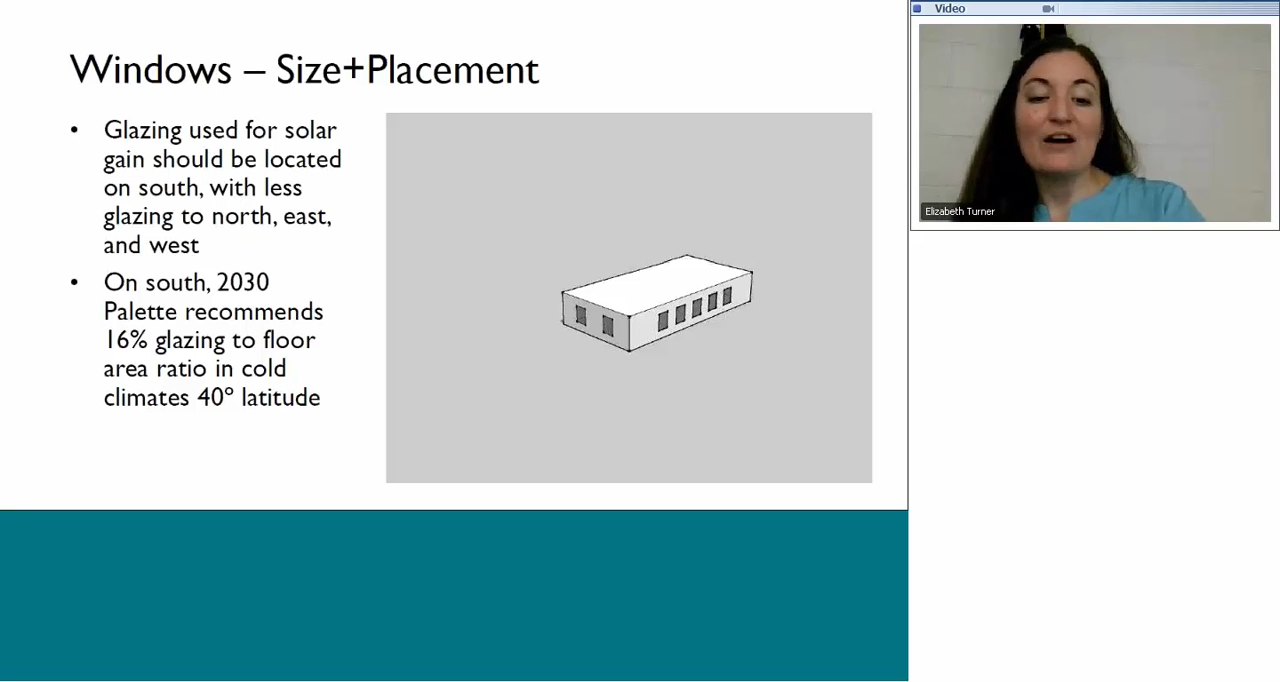 Windows – Size+Placement
• Glazing used for solar
gain should be located
on south, with less
glazing to north, east,
and west
• On south, 2030
Palette recommends
16% glazing to floor
area ratio in cold
climates 40º latitude
Video
Elizabeth Turner